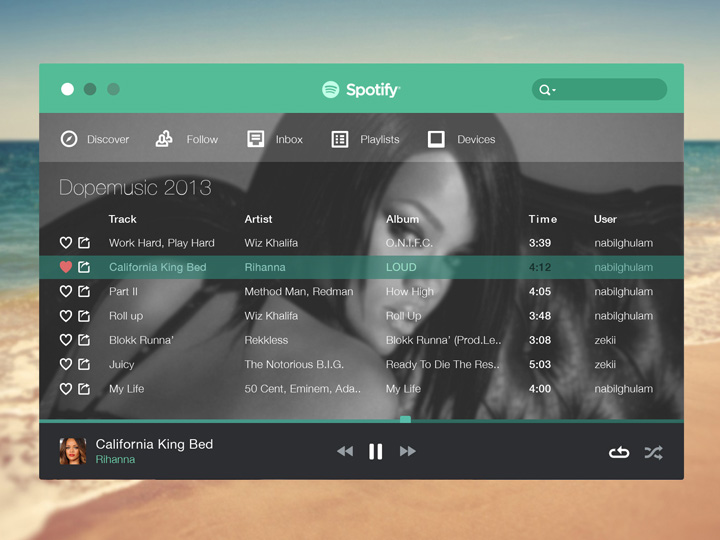 Spotify
Discover Follow Inbox Playlists Devices
Dopemusic 2013
Track Artist Album Time User
Work Hard, Play Hard Wiz Khalifa O.N.I.F.C. 3:39 nabilghulam
California King Bed Rihanna LOUD 4:12 nabilghulam
Part II Method Man, Redman How High 4:05 nabilghulam
Roll up Wiz Khalifa Roll Up 3:48 nabilghulam
Blokk Runna' Rekkless Blokk Runna' (Prod.Le.. 3:08 zekii
Juicy The Notorious B.I.G. Ready To Die The Res.. 5:03 zekii
My Life 50 Cent, Eminem, Ada.. My Life 4:00 nabilghulam
California King Bed
Rihanna